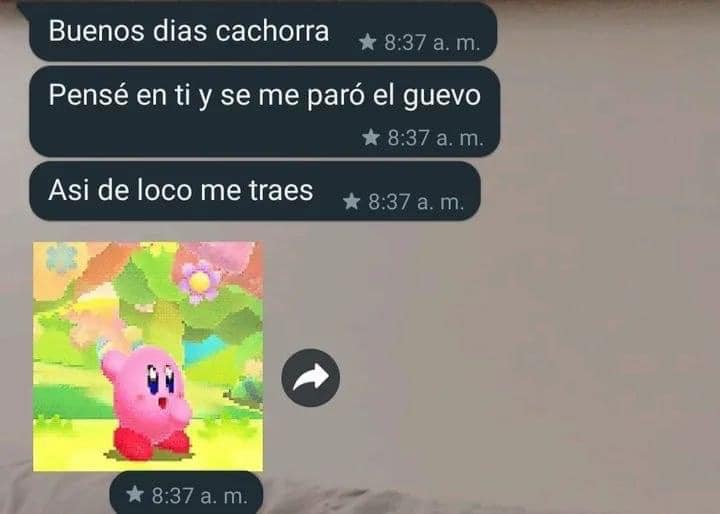 Buenos dias cachorra
8:37 a. m.
Pensé en ti y se me paró el guevo
8:37 a. m.
Asi de loco me traes
8:37 a. m.
8:37 a. m.